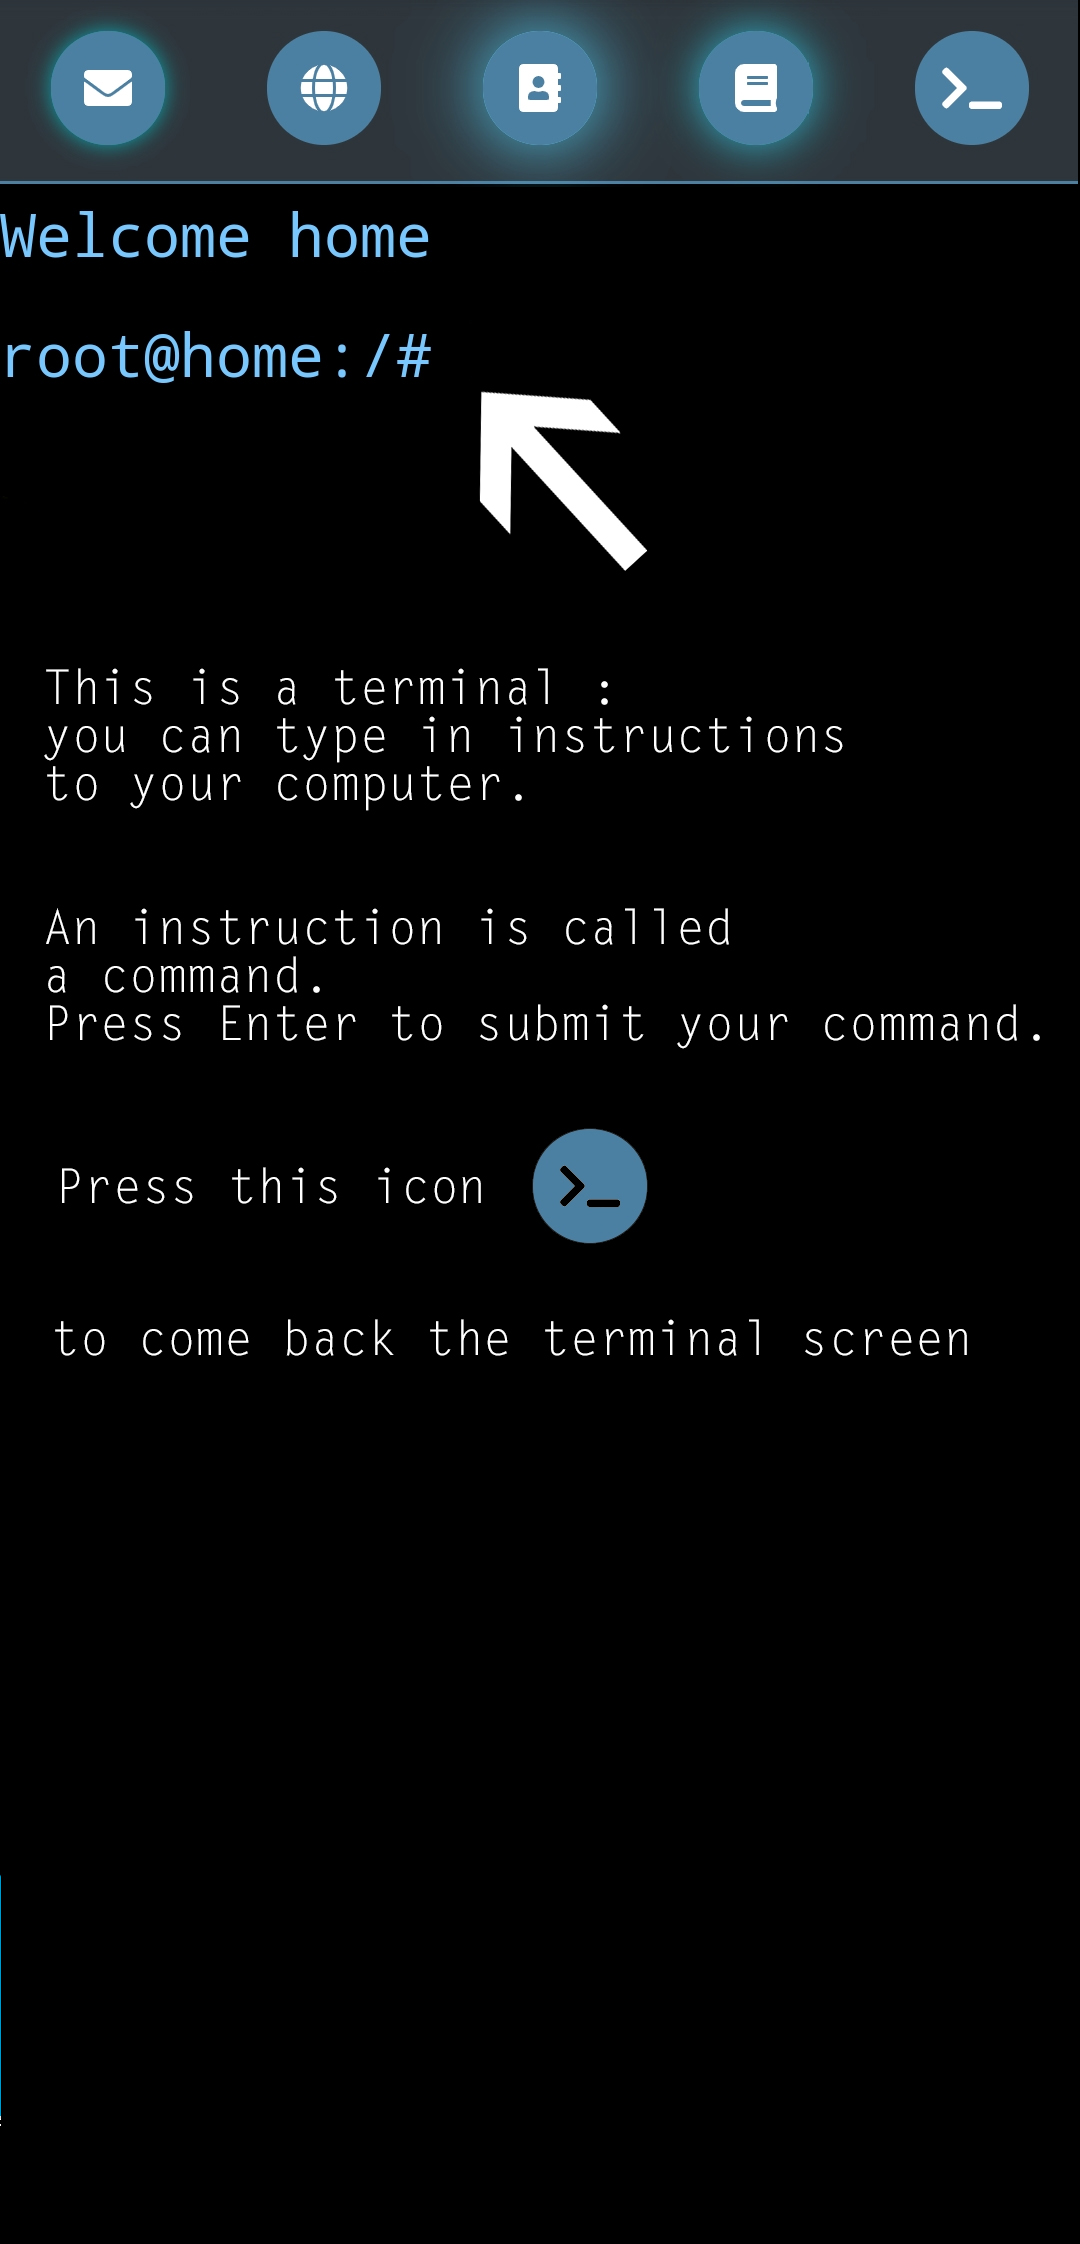 Welcome home
root@home:/#
This is a terminal :
you can type in instructions
to your computer.
An instruction is called
a command.
Press Enter to submit your command.
Press this icon >_
to come back the terminal screen